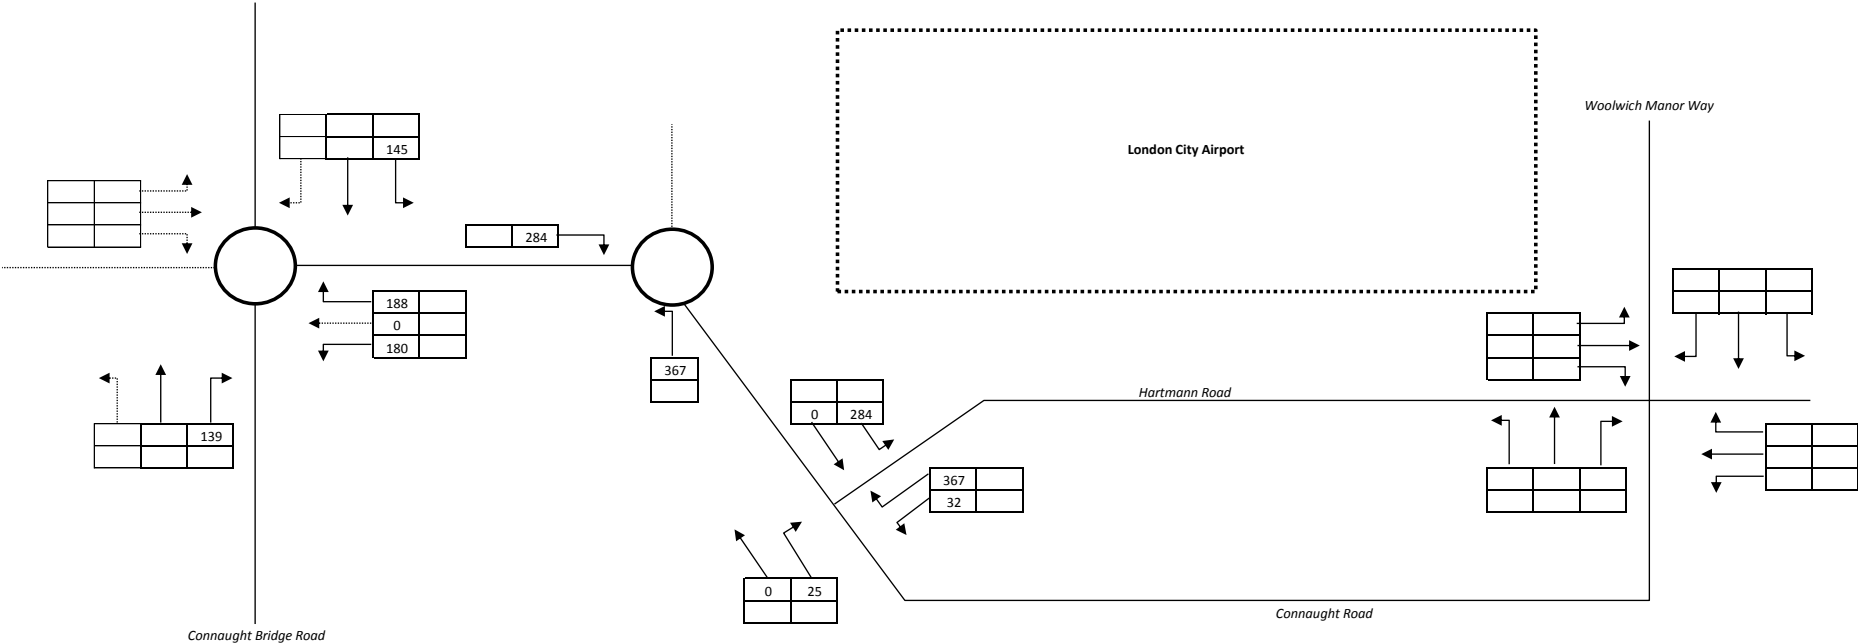 Woolwich Manor Way
145
London City Airport
284
188
0
180
367
Hartmann Road
0 284
139
367
32
0 25
Connaught Road
Connaught Bridge Road